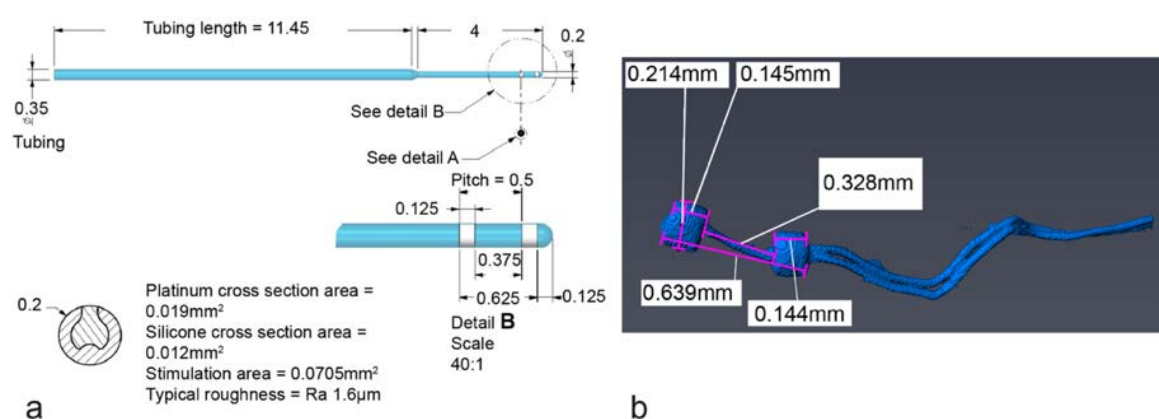 Tubing length = 11.45
4
0.2
0.35
Tubing
See detail B
See detail A
Pitch = 0.5
0.125
0.375
0.625
0.125
Detail B
Scale
40:1
0.2
Platinum cross section area =
0.019mm²
Silicone cross section area =
0.012mm²
Stimulation area = 0.0705mm²
Typical roughness = Ra 1.6µm
a
0.214mm
0.145mm
0.328mm
0.639mm
0.144mm
b